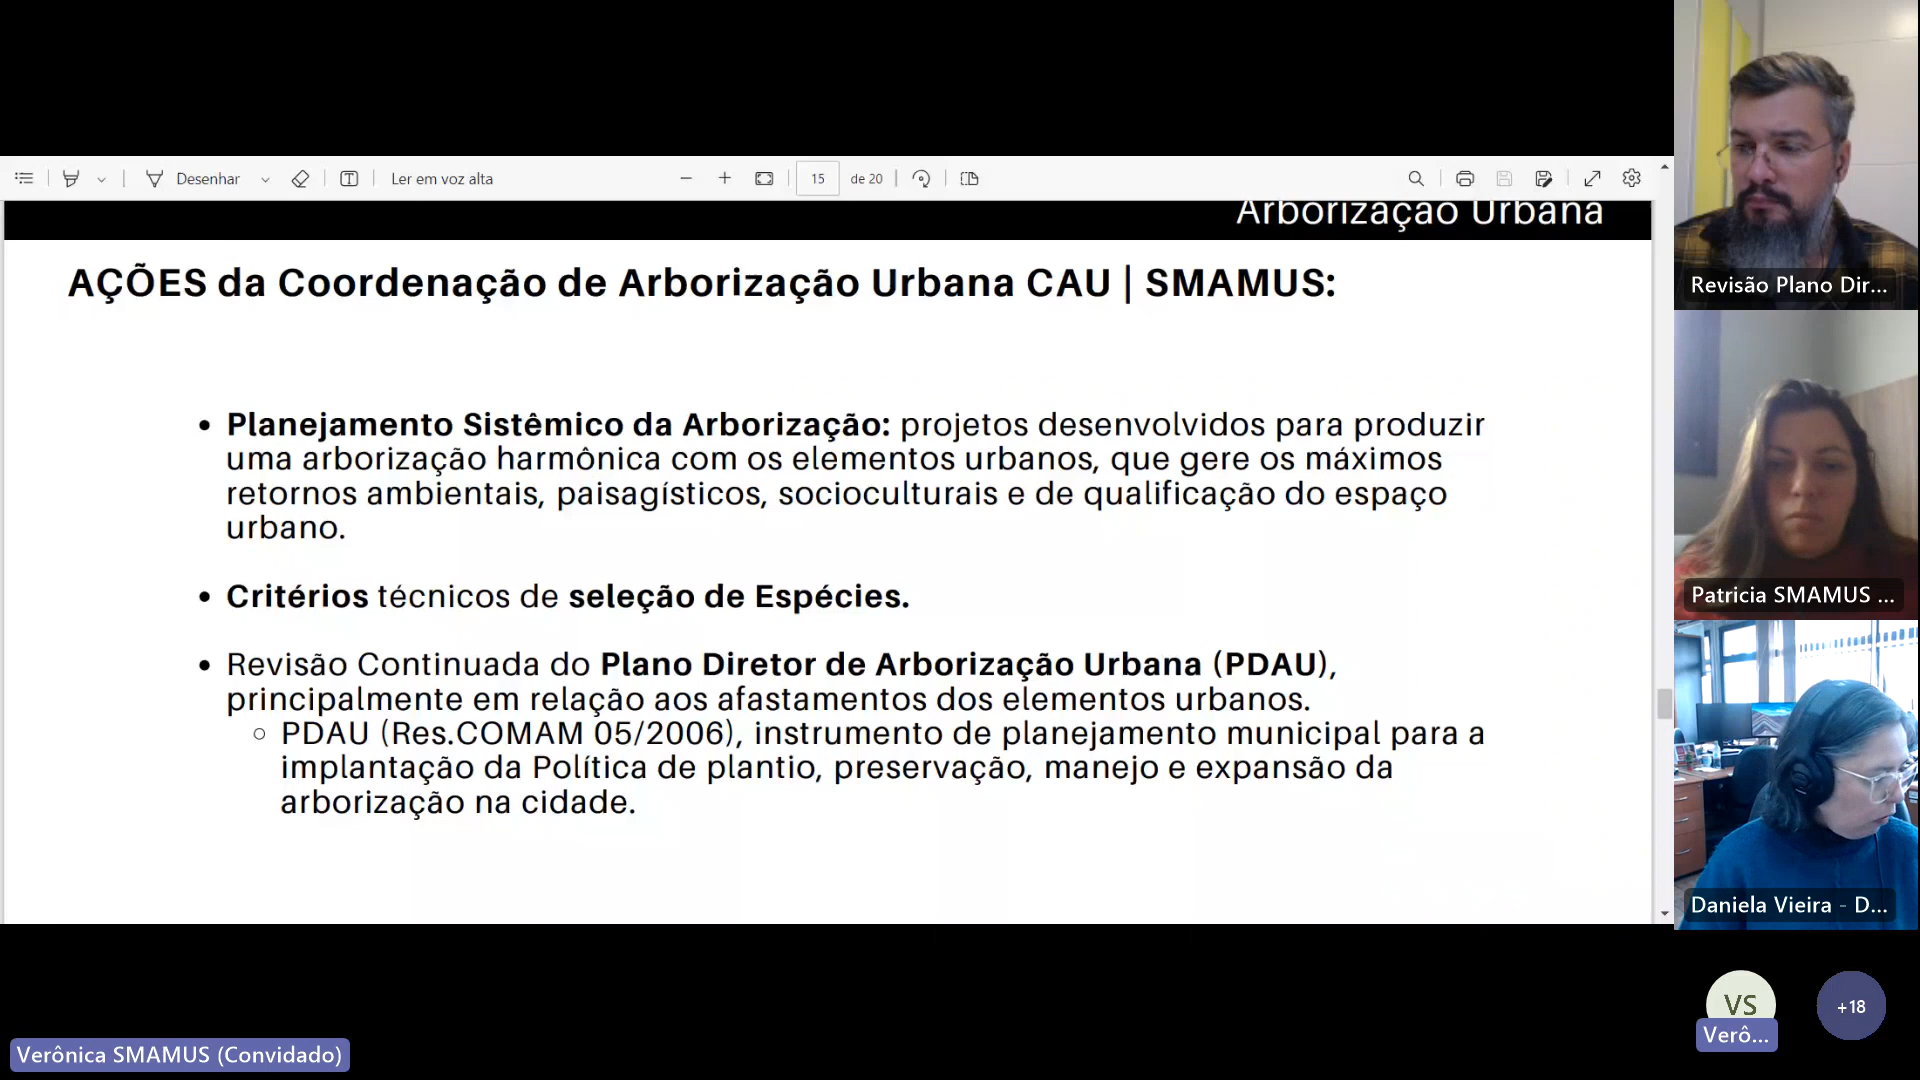 Desenhar
Ler em voz alta
15
de 20
Arborização Urbana
AÇÕES da Coordenação de Arborização Urbana CAU | SMAMUS:
• Planejamento Sistêmico da Arborização: projetos desenvolvidos para produzir
uma arborização harmônica com os elementos urbanos, que gere os máximos
retornos ambientais, paisagísticos, socioculturais e de qualificação do espaço
urbano.
• Critérios técnicos de seleção de Espécies.
• Revisão Continuada do Plano Diretor de Arborização Urbana (PDAU),
principalmente em relação aos afastamentos dos elementos urbanos.
○ PDAU (Res.COMAM 05/2006), instrumento de planejamento municipal para a
implantação da Política de plantio, preservação, manejo e expansão da
arborização na cidade.
Revisão Plano Dir...
Patricia SMAMUS ...
Daniela Vieira - D...
VS
Verô...
+18
Verônica SMAMUS (Convidado)